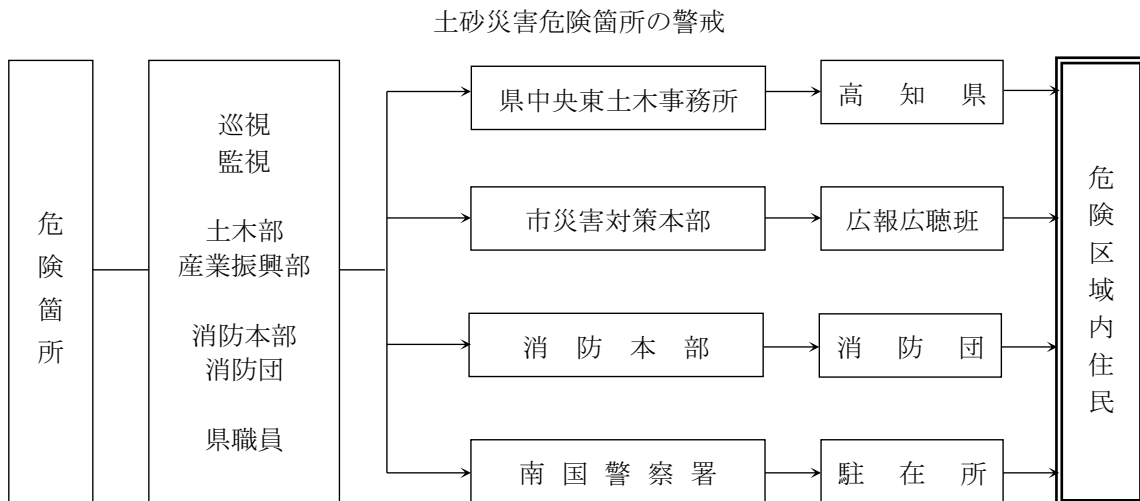 土砂災害危険箇所の警戒
危険箇所
巡視
監視
土木部
産業振興部
消防本部
消防団
県職員
県中央東土木事務所
高知県
市災害対策本部
広報広聴班
消防本部
消防団
南国警察署
駐在所
危険区域内住民